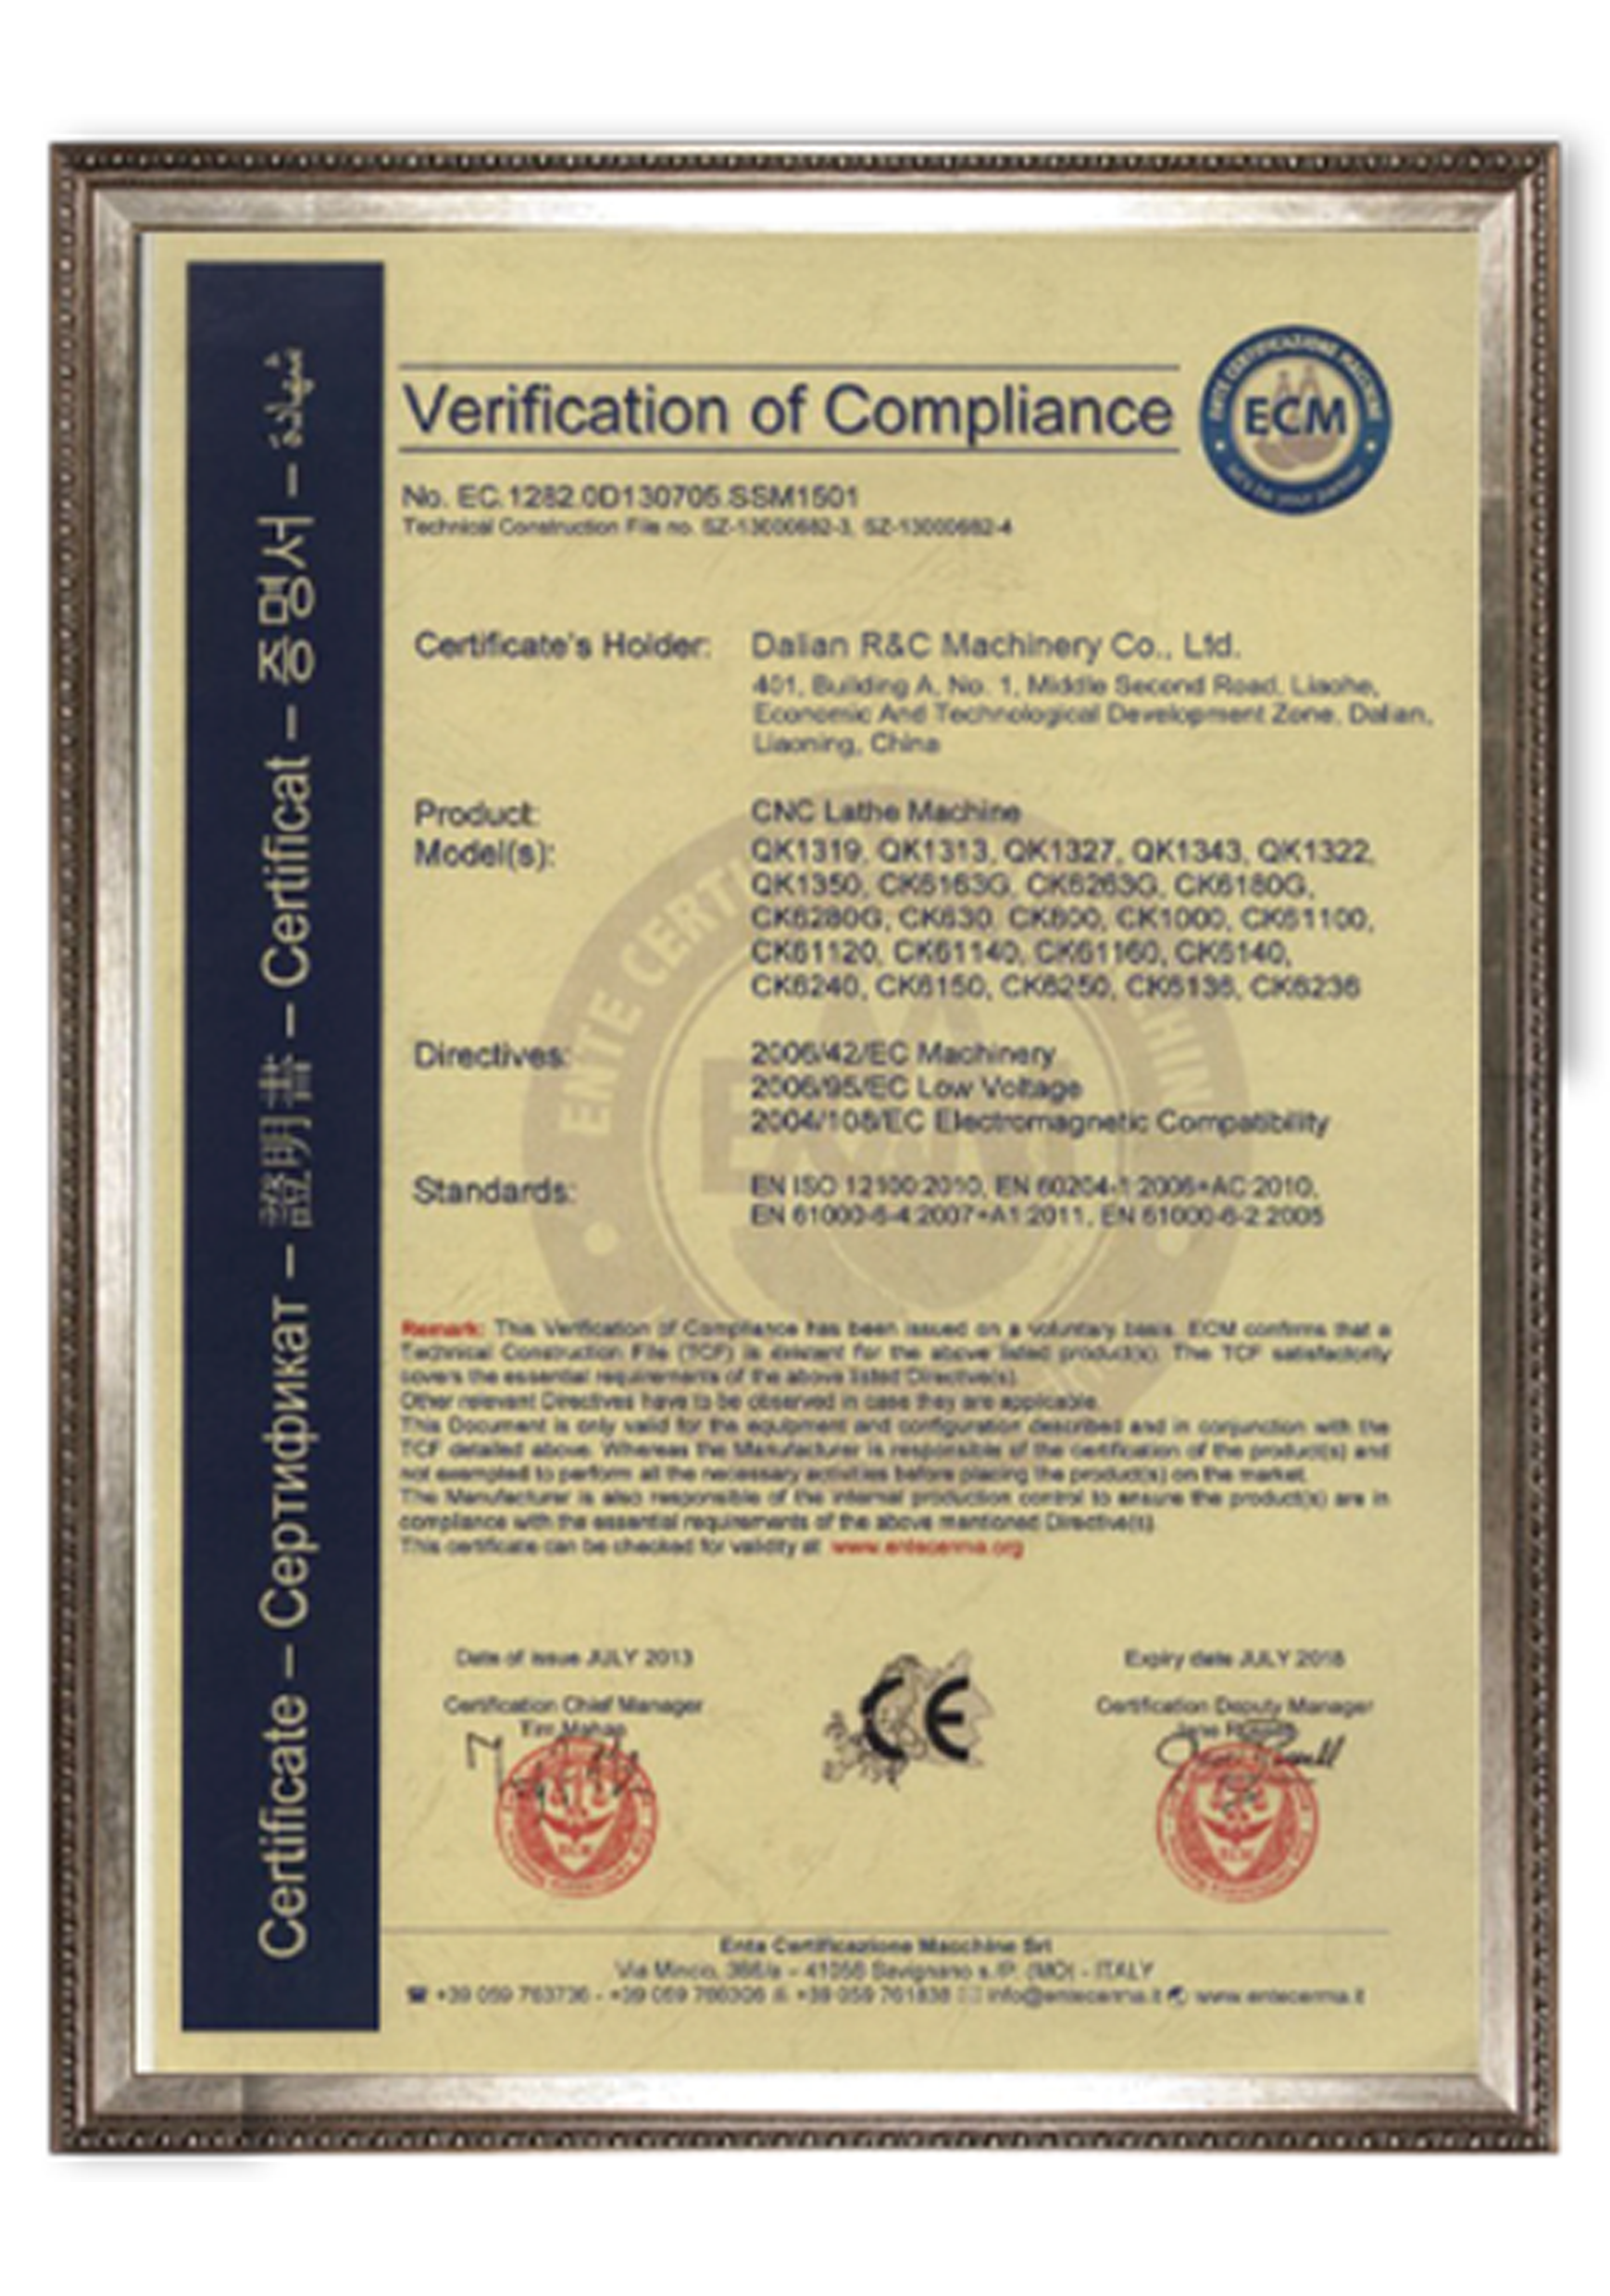 Certificate – Сертификат – 證明書 – Certificat – 증명서 – شهادة
Verification of Compliance
ECM
No. EC.1282.0D130705.SSM1501
Technical Construction File no. SZ-13000682-3, SZ-13000682-4
Certificate's Holder: Dalian R&C Machinery Co., Ltd.
401, Building A, No. 1, Middle Second Road, Liaohe,
Economic And Technological Development Zone, Dalian,
Liaoning, China
Product: CNC Lathe Machine
Model(s): QK1319, QK1313, QK1327, QK1343, QK1322,
QK1350, CK6163G, CK6263G, CK6180G,
CK6280G, CK630, CK800, CK1000, CK61100,
CK61120, CK61140, CK61160, CK6140,
CK6240, CK6150, CK6250, CK6136, CK6236
Directives: 2006/42/EC Machinery
2006/95/EC Low Voltage
2004/108/EC Electromagnetic Compatibility
Standards: EN ISO 12100:2010, EN 60204-1:2006+AC:2010,
EN 61000-6-4:2007+A1:2011, EN 61000-6-2:2005
Remark: This Verification of Compliance has been issued on a voluntary basis. ECM confirms that a
Technical Construction File (TCF) is existent for the above listed product(s). The TCF satisfactorily
covers the essential requirements of the above listed Directive(s).
Other relevant Directives have to be observed in case they are applicable.
This Document is only valid for the equipment and configuration described and in conjunction with the
TCF detailed above. Whereas the Manufacturer is responsible of the certification of the product(s) and
not exempted to perform all the necessary activities before placing the product(s) on the market.
The Manufacturer is also responsible of the internal production control to ensure the product(s) are in
compliance with the essential requirements of the above mentioned Directive(s).
This certificate can be checked for validity at: www.entecerma.org
Date of issue JULY 2013
Expiry date JULY 2018
Certification Chief Manager
Certification Deputy Manager
CE
Ente Certificazione Macchine Srl
Via Mincio, 386/a – 41056 Savignano s./P. (MO) - ITALY
info@entecerma.it www.entecerma.it